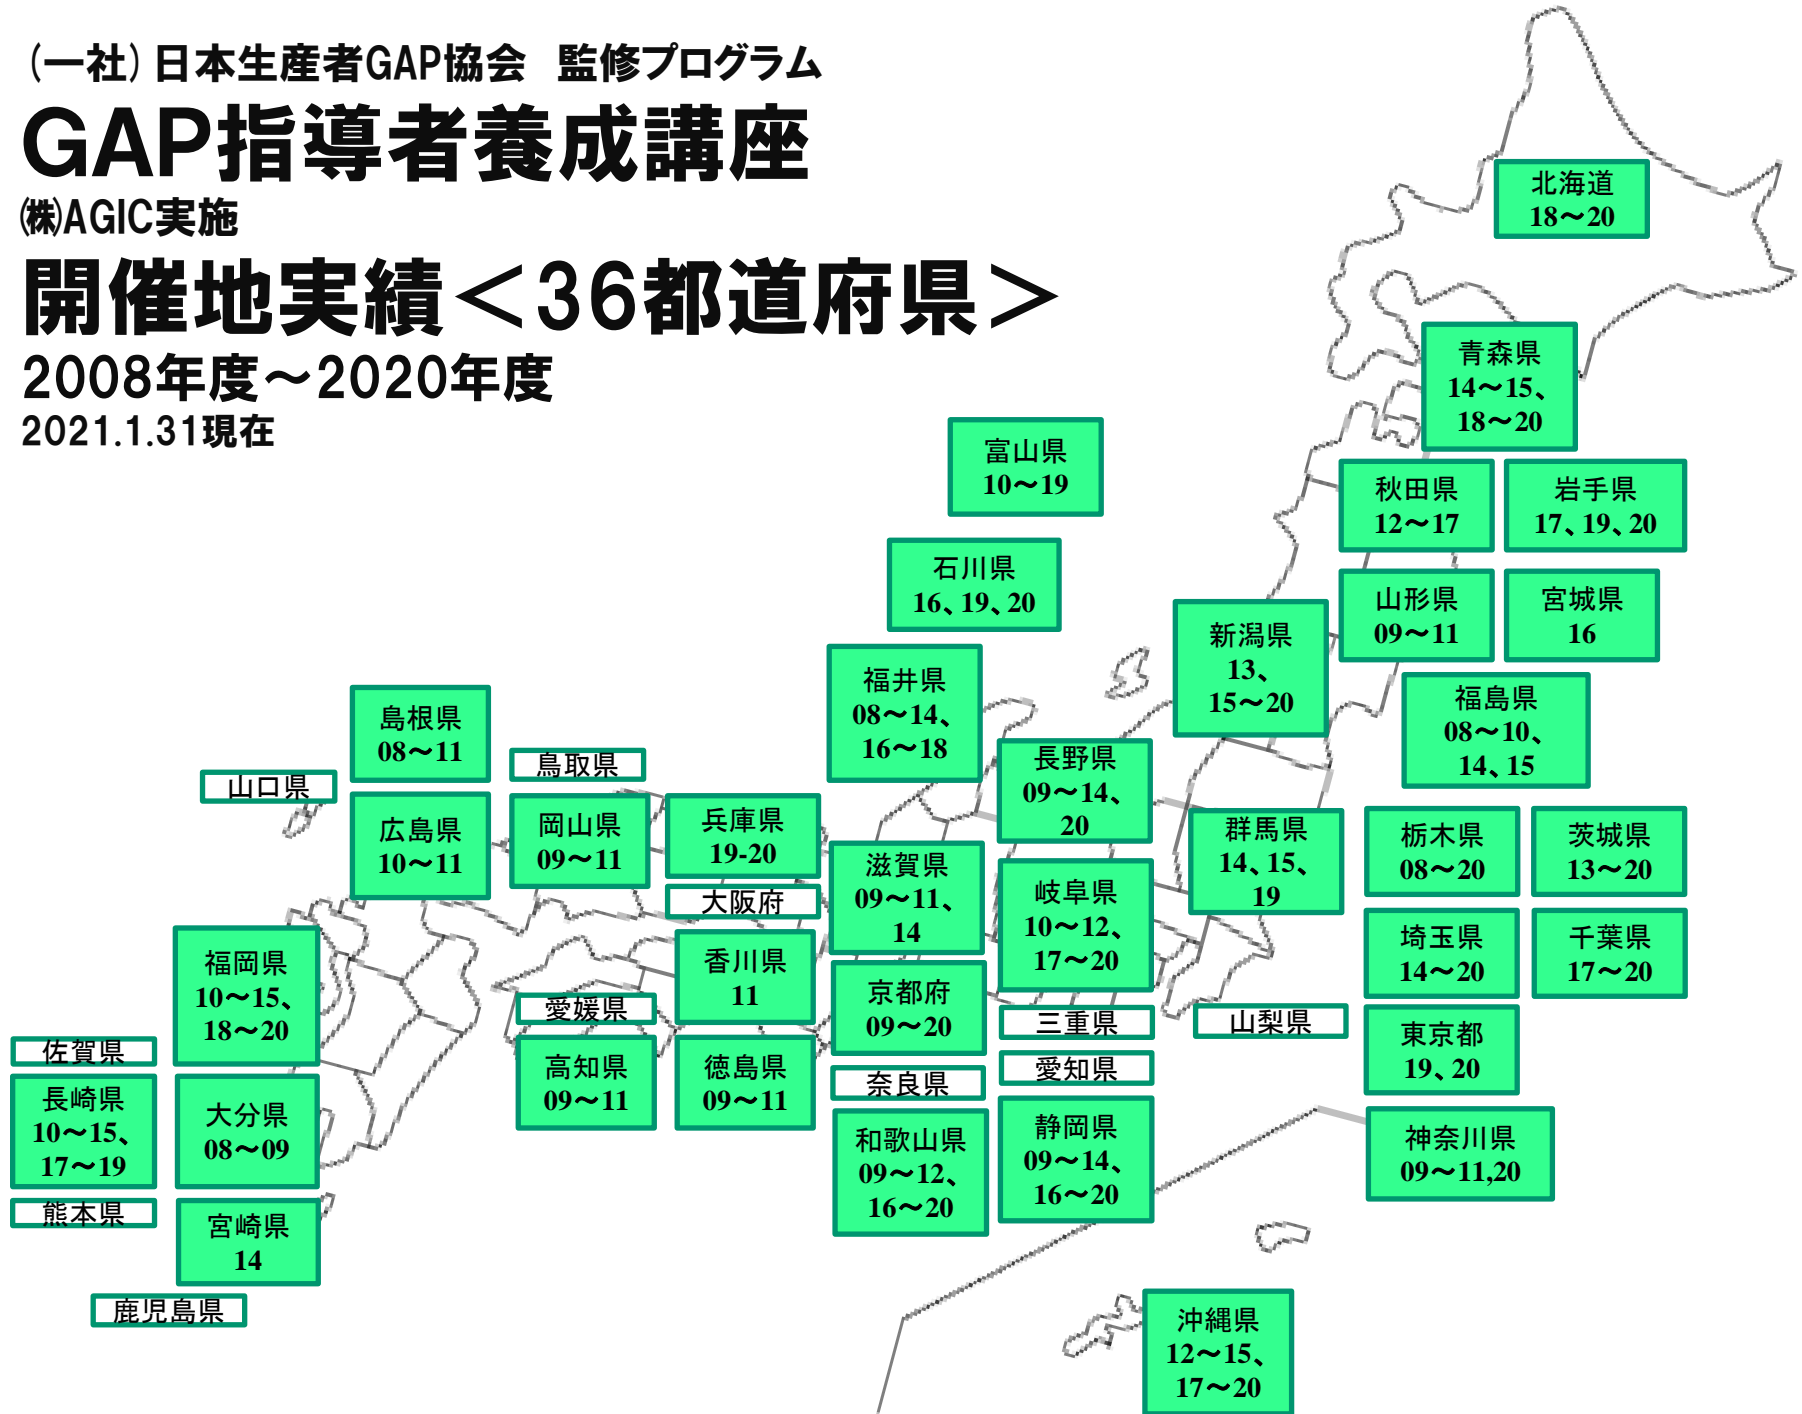 (一社)日本生産者GAP協会　監修プログラム
GAP指導者養成講座
㈱AGIC実施
開催地実績＜36都道府県＞
2008年度～2020年度
2021.1.31現在
北海道
18～20
青森県
14～15、
18～20
富山県
10～19
秋田県
12～17
岩手県
17、19、20
石川県
16、19、20
山形県
09～11
宮城県
16
新潟県
13、
15～20
福井県
08～14、
16～18
福島県
08～10、
14、15
島根県
08～11
鳥取県
山口県
長野県
09～14、
20
広島県
10～11
岡山県
09～11
兵庫県
19-20
大阪府
滋賀県
09～11、
14
岐阜県
10～12、
17～20
群馬県
14、15、
19
栃木県
08～20
茨城県
13～20
埼玉県
14～20
千葉県
17～20
福岡県
10～15、
18～20
香川県
11
愛媛県
京都府
09～20
三重県
山梨県
東京都
19、20
佐賀県
長崎県
10～15、
17～19
大分県
08～09
高知県
09～11
徳島県
09～11
奈良県
愛知県
和歌山県
09～12、
16～20
静岡県
09～14、
16～20
神奈川県
09～11,20
熊本県
宮崎県
14
鹿児島県
沖縄県
12～15、
17～20